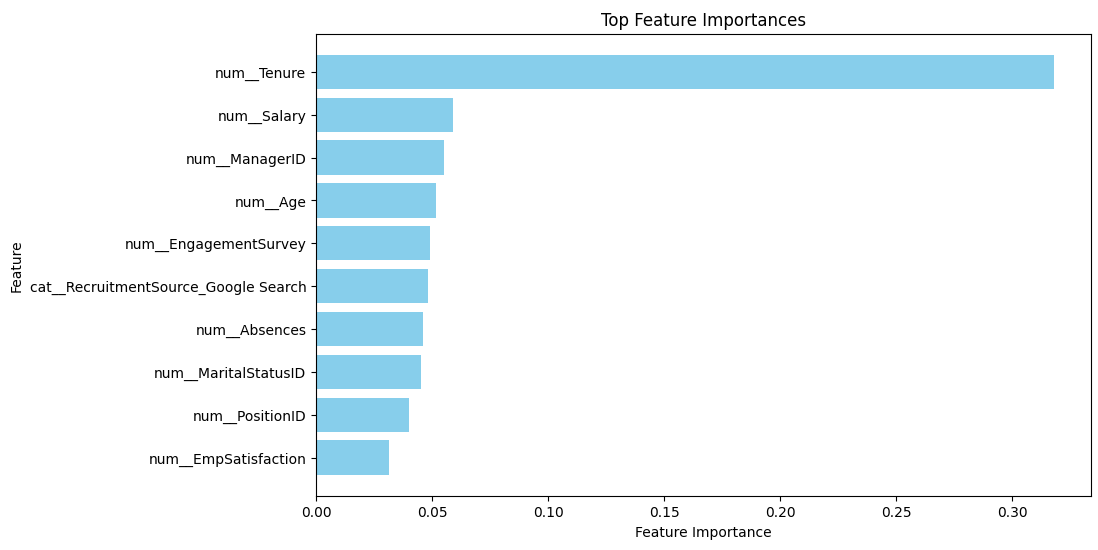 Top Feature Importances
Feature
num__Tenure
num__Salary
num__ManagerID
num__Age
num__EngagementSurvey
cat__RecruitmentSource_Google Search
num__Absences
num__MaritalStatusID
num__PositionID
num__EmpSatisfaction
0.00 0.05 0.10 0.15 0.20 0.25 0.30
Feature Importance